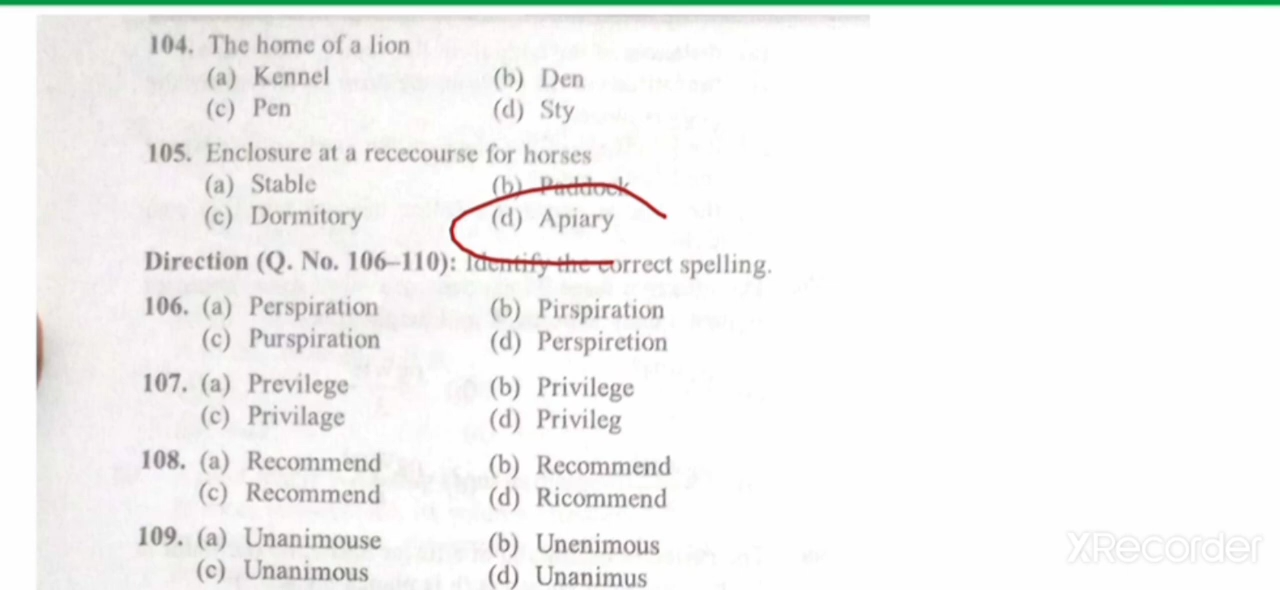 104. The home of a lion
(a) Kennel (b) Den
(c) Pen (d) Sty
105. Enclosure at a rececourse for horses
(a) Stable (b) Paddock
(c) Dormitory (d) Apiary
Direction (Q. No. 106–110): Identify the correct spelling.
106. (a) Perspiration (b) Pirspiration
(c) Purspiration (d) Perspiretion
107. (a) Previlege (b) Privilege
(c) Privilage (d) Privileg
108. (a) Recommend (b) Recommend
(c) Recommend (d) Ricommend
109. (a) Unanimouse (b) Unenimous
(c) Unanimous (d) Unanimus
XRecorder